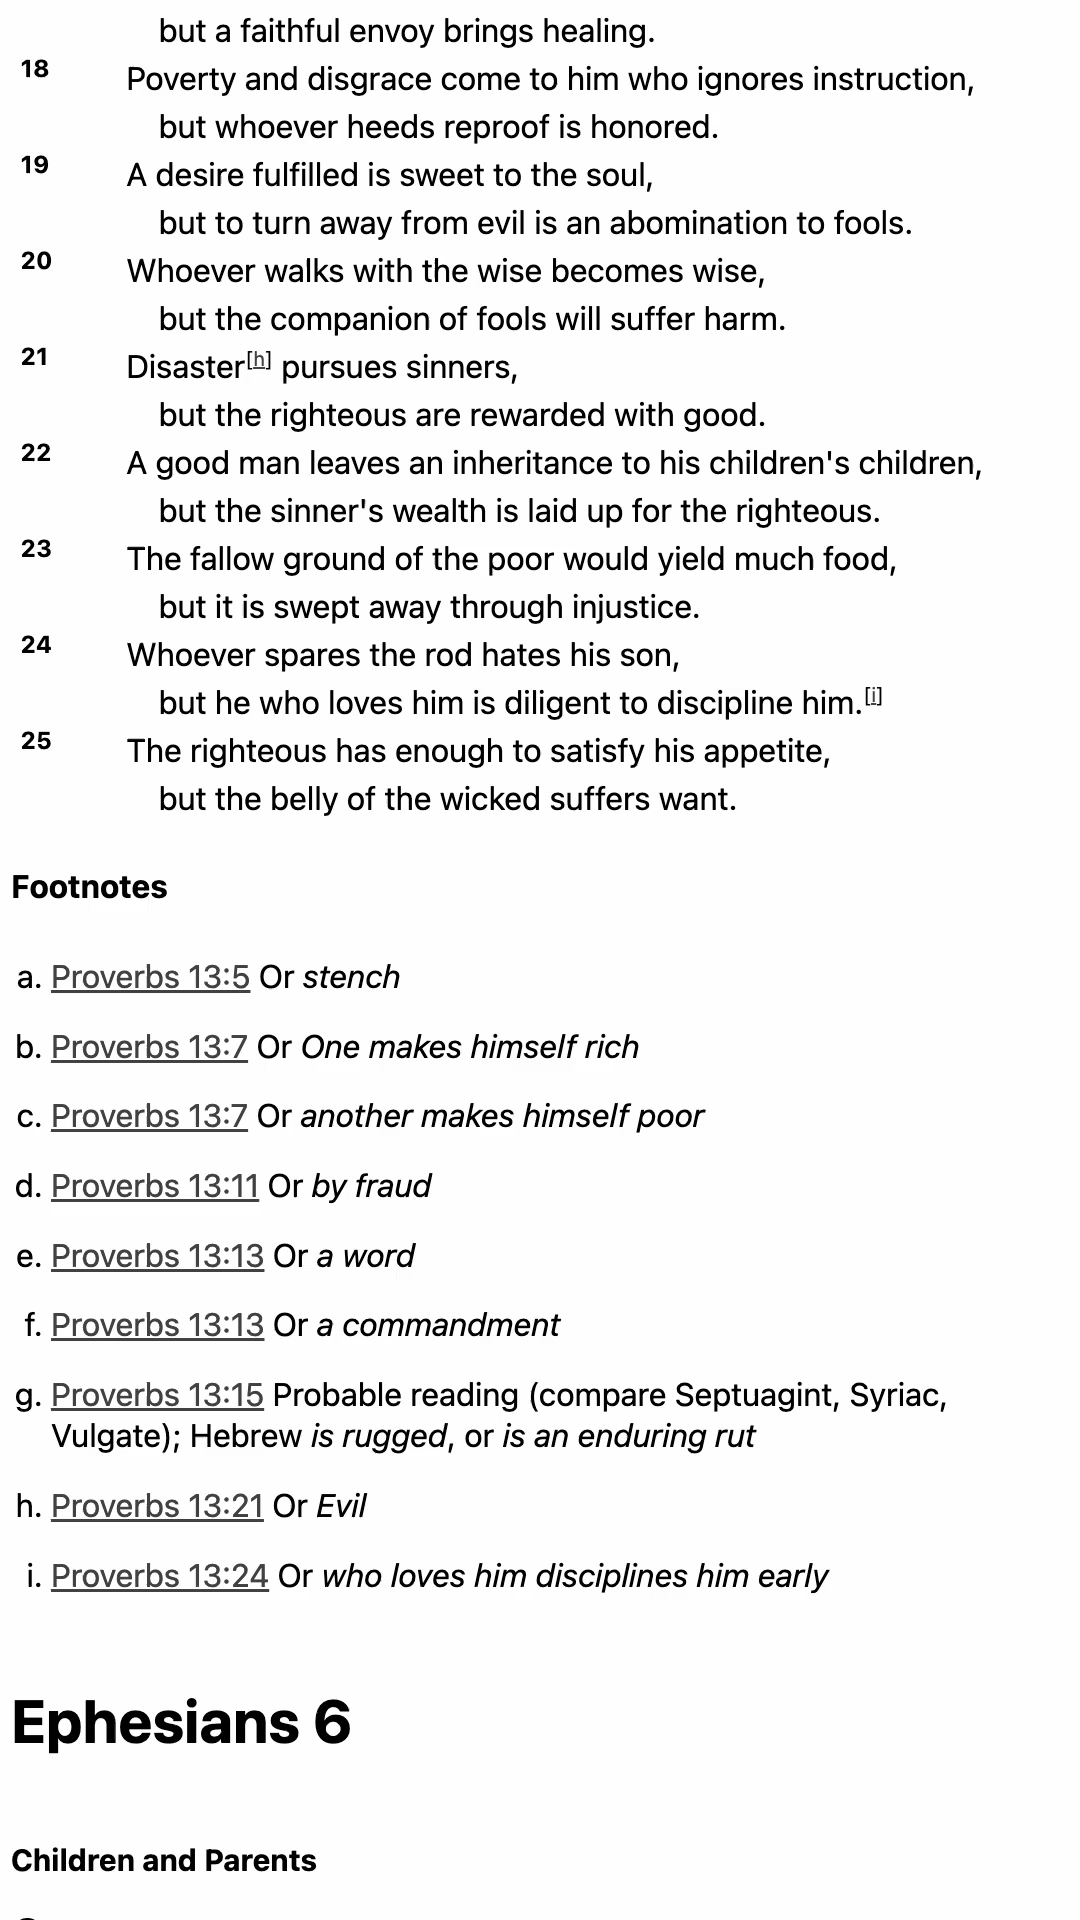 but a faithful envoy brings healing.
18 Poverty and disgrace come to him who ignores instruction,
but whoever heeds reproof is honored.
19 A desire fulfilled is sweet to the soul,
but to turn away from evil is an abomination to fools.
20 Whoever walks with the wise becomes wise,
but the companion of fools will suffer harm.
21 Disaster[h] pursues sinners,
but the righteous are rewarded with good.
22 A good man leaves an inheritance to his children's children,
but the sinner's wealth is laid up for the righteous.
23 The fallow ground of the poor would yield much food,
but it is swept away through injustice.
24 Whoever spares the rod hates his son,
but he who loves him is diligent to discipline him.[i]
25 The righteous has enough to satisfy his appetite,
but the belly of the wicked suffers want.
Footnotes
a. Proverbs 13:5 Or stench
b. Proverbs 13:7 Or One makes himself rich
c. Proverbs 13:7 Or another makes himself poor
d. Proverbs 13:11 Or by fraud
e. Proverbs 13:13 Or a word
f. Proverbs 13:13 Or a commandment
g. Proverbs 13:15 Probable reading (compare Septuagint, Syriac,
Vulgate); Hebrew is rugged, or is an enduring rut
h. Proverbs 13:21 Or Evil
i. Proverbs 13:24 Or who loves him disciplines him early
Ephesians 6
Children and Parents